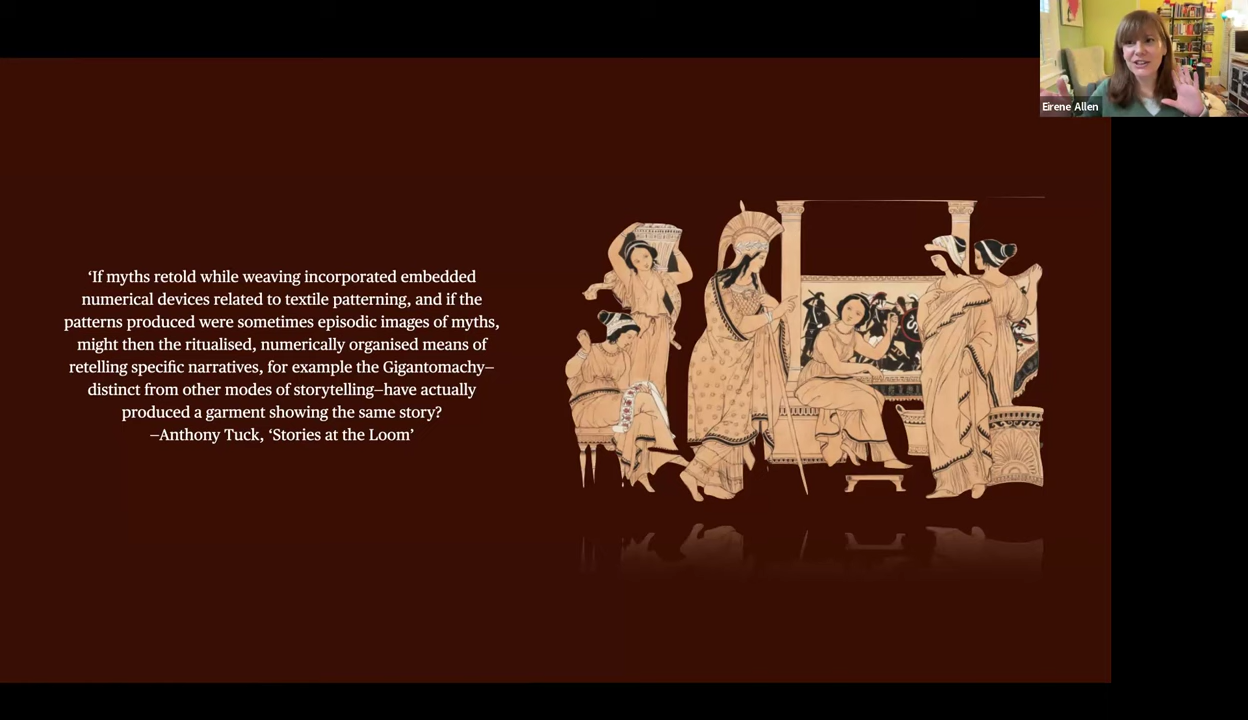 ‘If myths retold while weaving incorporated embedded
numerical devices related to textile patterning, and if the
patterns produced were sometimes episodic images of myths,
might then the ritualised, numerically organised means of
retelling specific narratives, for example the Gigantomachy—
distinct from other modes of storytelling—have actually
produced a garment showing the same story?
—Anthony Tuck, ‘Stories at the Loom’
Eirene Allen